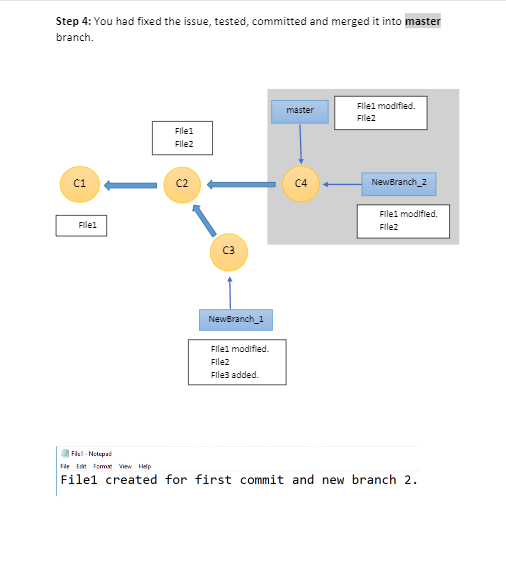 Step 4: You had fixed the issue, tested, committed and merged it into master
branch.
master
File1 modified.
File2
File1
File2
C1
C2
C4
NewBranch_2
File1
File1 modified.
File2
C3
NewBranch_1
File1 modified.
File2
File3 added.
File1 - Notepad
File Edit Format View Help
File1 created for first commit and new branch 2.